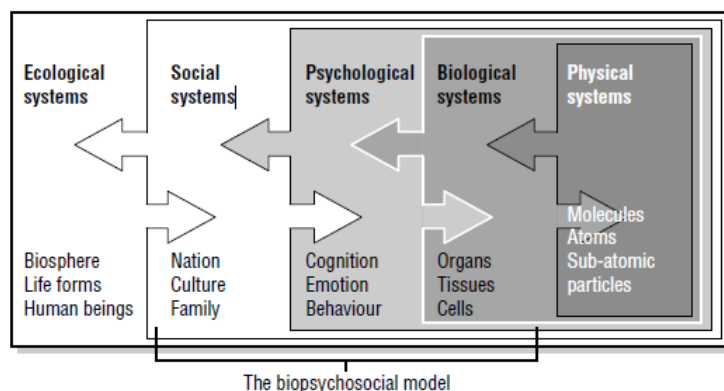 Ecological
systems
Social
systems
Psychological
systems
Biological
systems
Physical
systems
Biosphere
Life forms
Human beings
Nation
Culture
Family
Cognition
Emotion
Behaviour
Organs
Tissues
Cells
Molecules
Atoms
Sub-atomic
particles
The biopsychosocial model